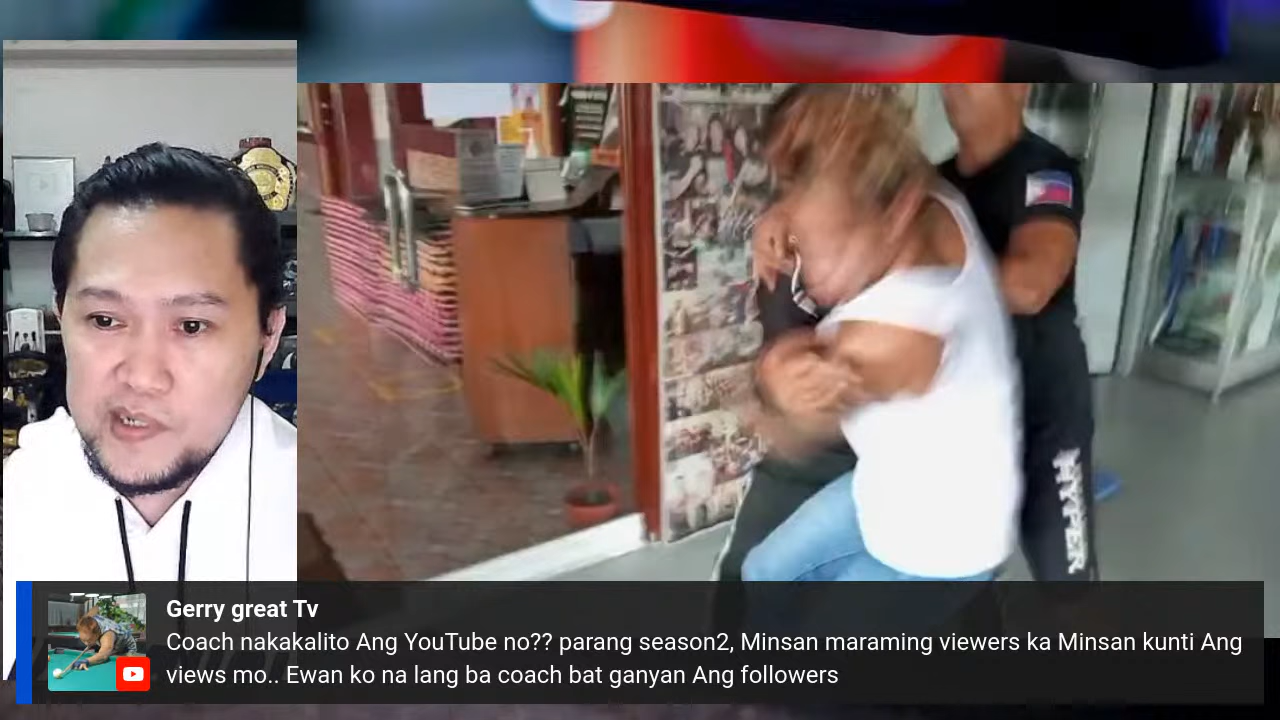 HYPER
Gerry great Tv
Coach nakakalito Ang YouTube no?? parang season2, Minsan maraming viewers ka Minsan kunti Ang
views mo.. Ewan ko na lang ba coach bat ganyan Ang followers